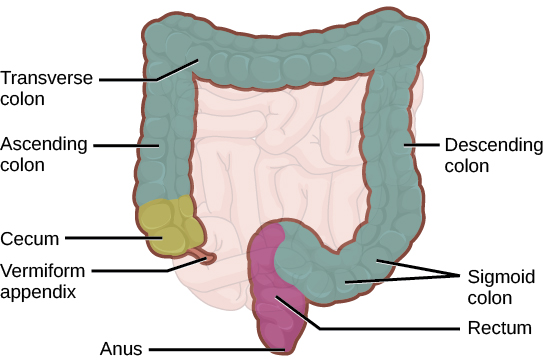 Transverse
colon
Ascending
colon
Descending
colon
Cecum
Vermiform
appendix
Sigmoid
colon
Rectum
Anus